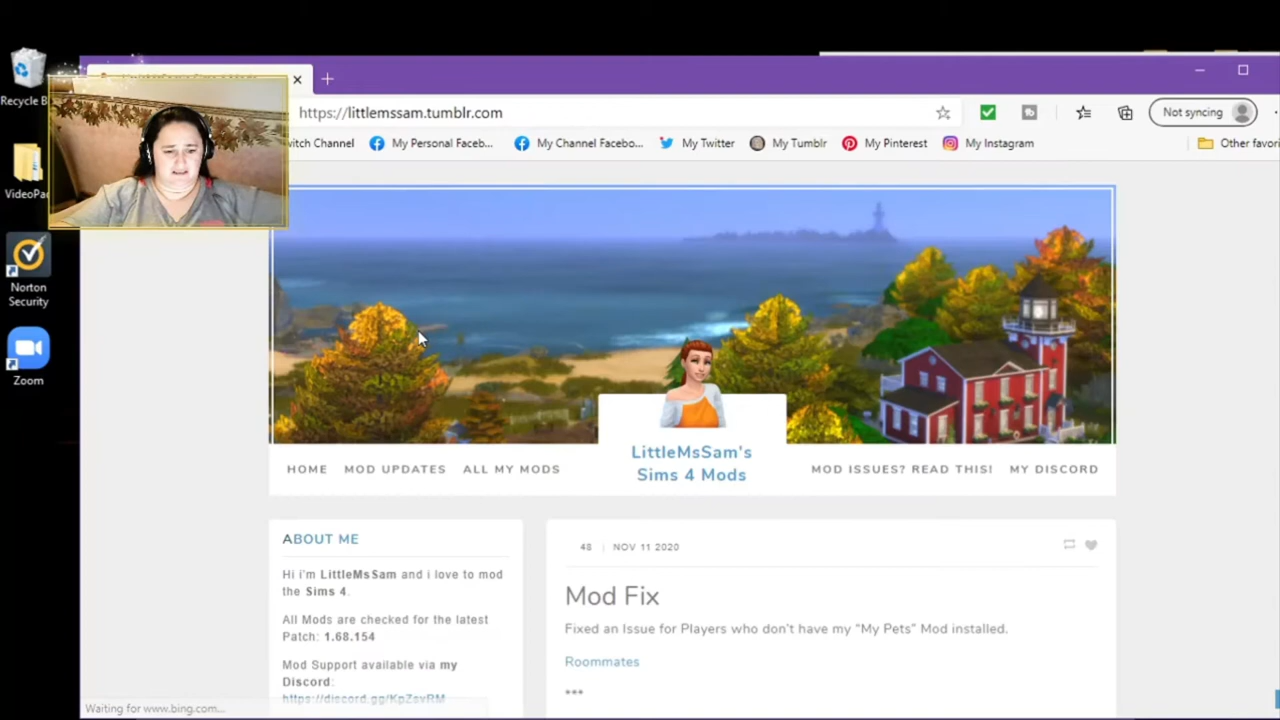 Recycle B
https://littlemssam.tumblr.com
Not syncing
witch Channel
My Personal Faceb...
My Channel Facebo...
My Twitter
My Tumblr
My Pinterest
My Instagram
Other favori
VideoPa
Norton
Security
Zoom
LittleMsSam's
Sims 4 Mods
HOME
MOD UPDATES
ALL MY MODS
MOD ISSUES? READ THIS!
MY DISCORD
ABOUT ME
Hi i'm LittleMsSam and i love to mod
the Sims 4.
All Mods are checked for the latest
Patch: 1.68.154
Mod Support available via my
Discord:
https://discord.gg/KpZsvRM
48 | NOV 11 2020
Mod Fix
Fixed an Issue for Players who don't have my "My Pets" Mod installed.
Roommates
***
Waiting for www.bing.com...